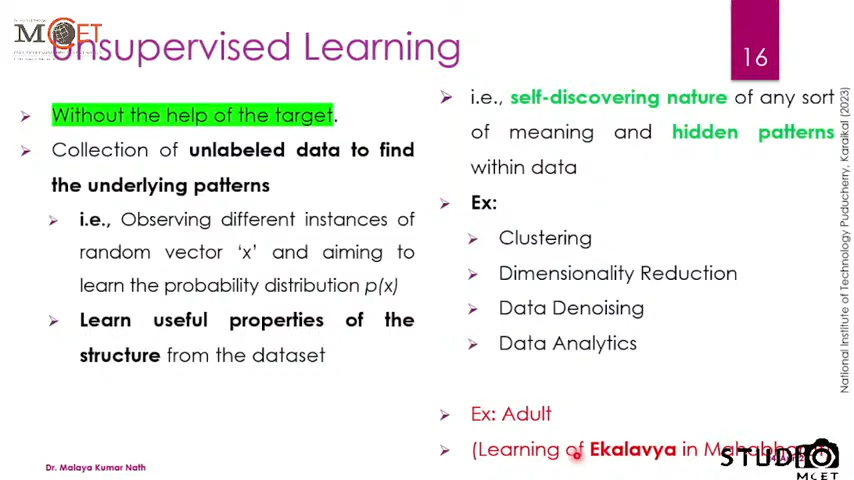 MCET
Unsupervised Learning
16
Without the help of the target.
Collection of unlabeled data to find
the underlying patterns
i.e., Observing different instances of
random vector ‘x’ and aiming to
learn the probability distribution p(x)
Learn useful properties of the
structure from the dataset
i.e., self-discovering nature of any sort
of meaning and hidden patterns
within data
Ex:
Clustering
Dimensionality Reduction
Data Denoising
Data Analytics
Ex: Adult
(Learning of Ekalavya in
Dr. Malaya Kumar Nath
National Institute of Technology Puducherry, Karaikal (2023)
STUDIO
MCET